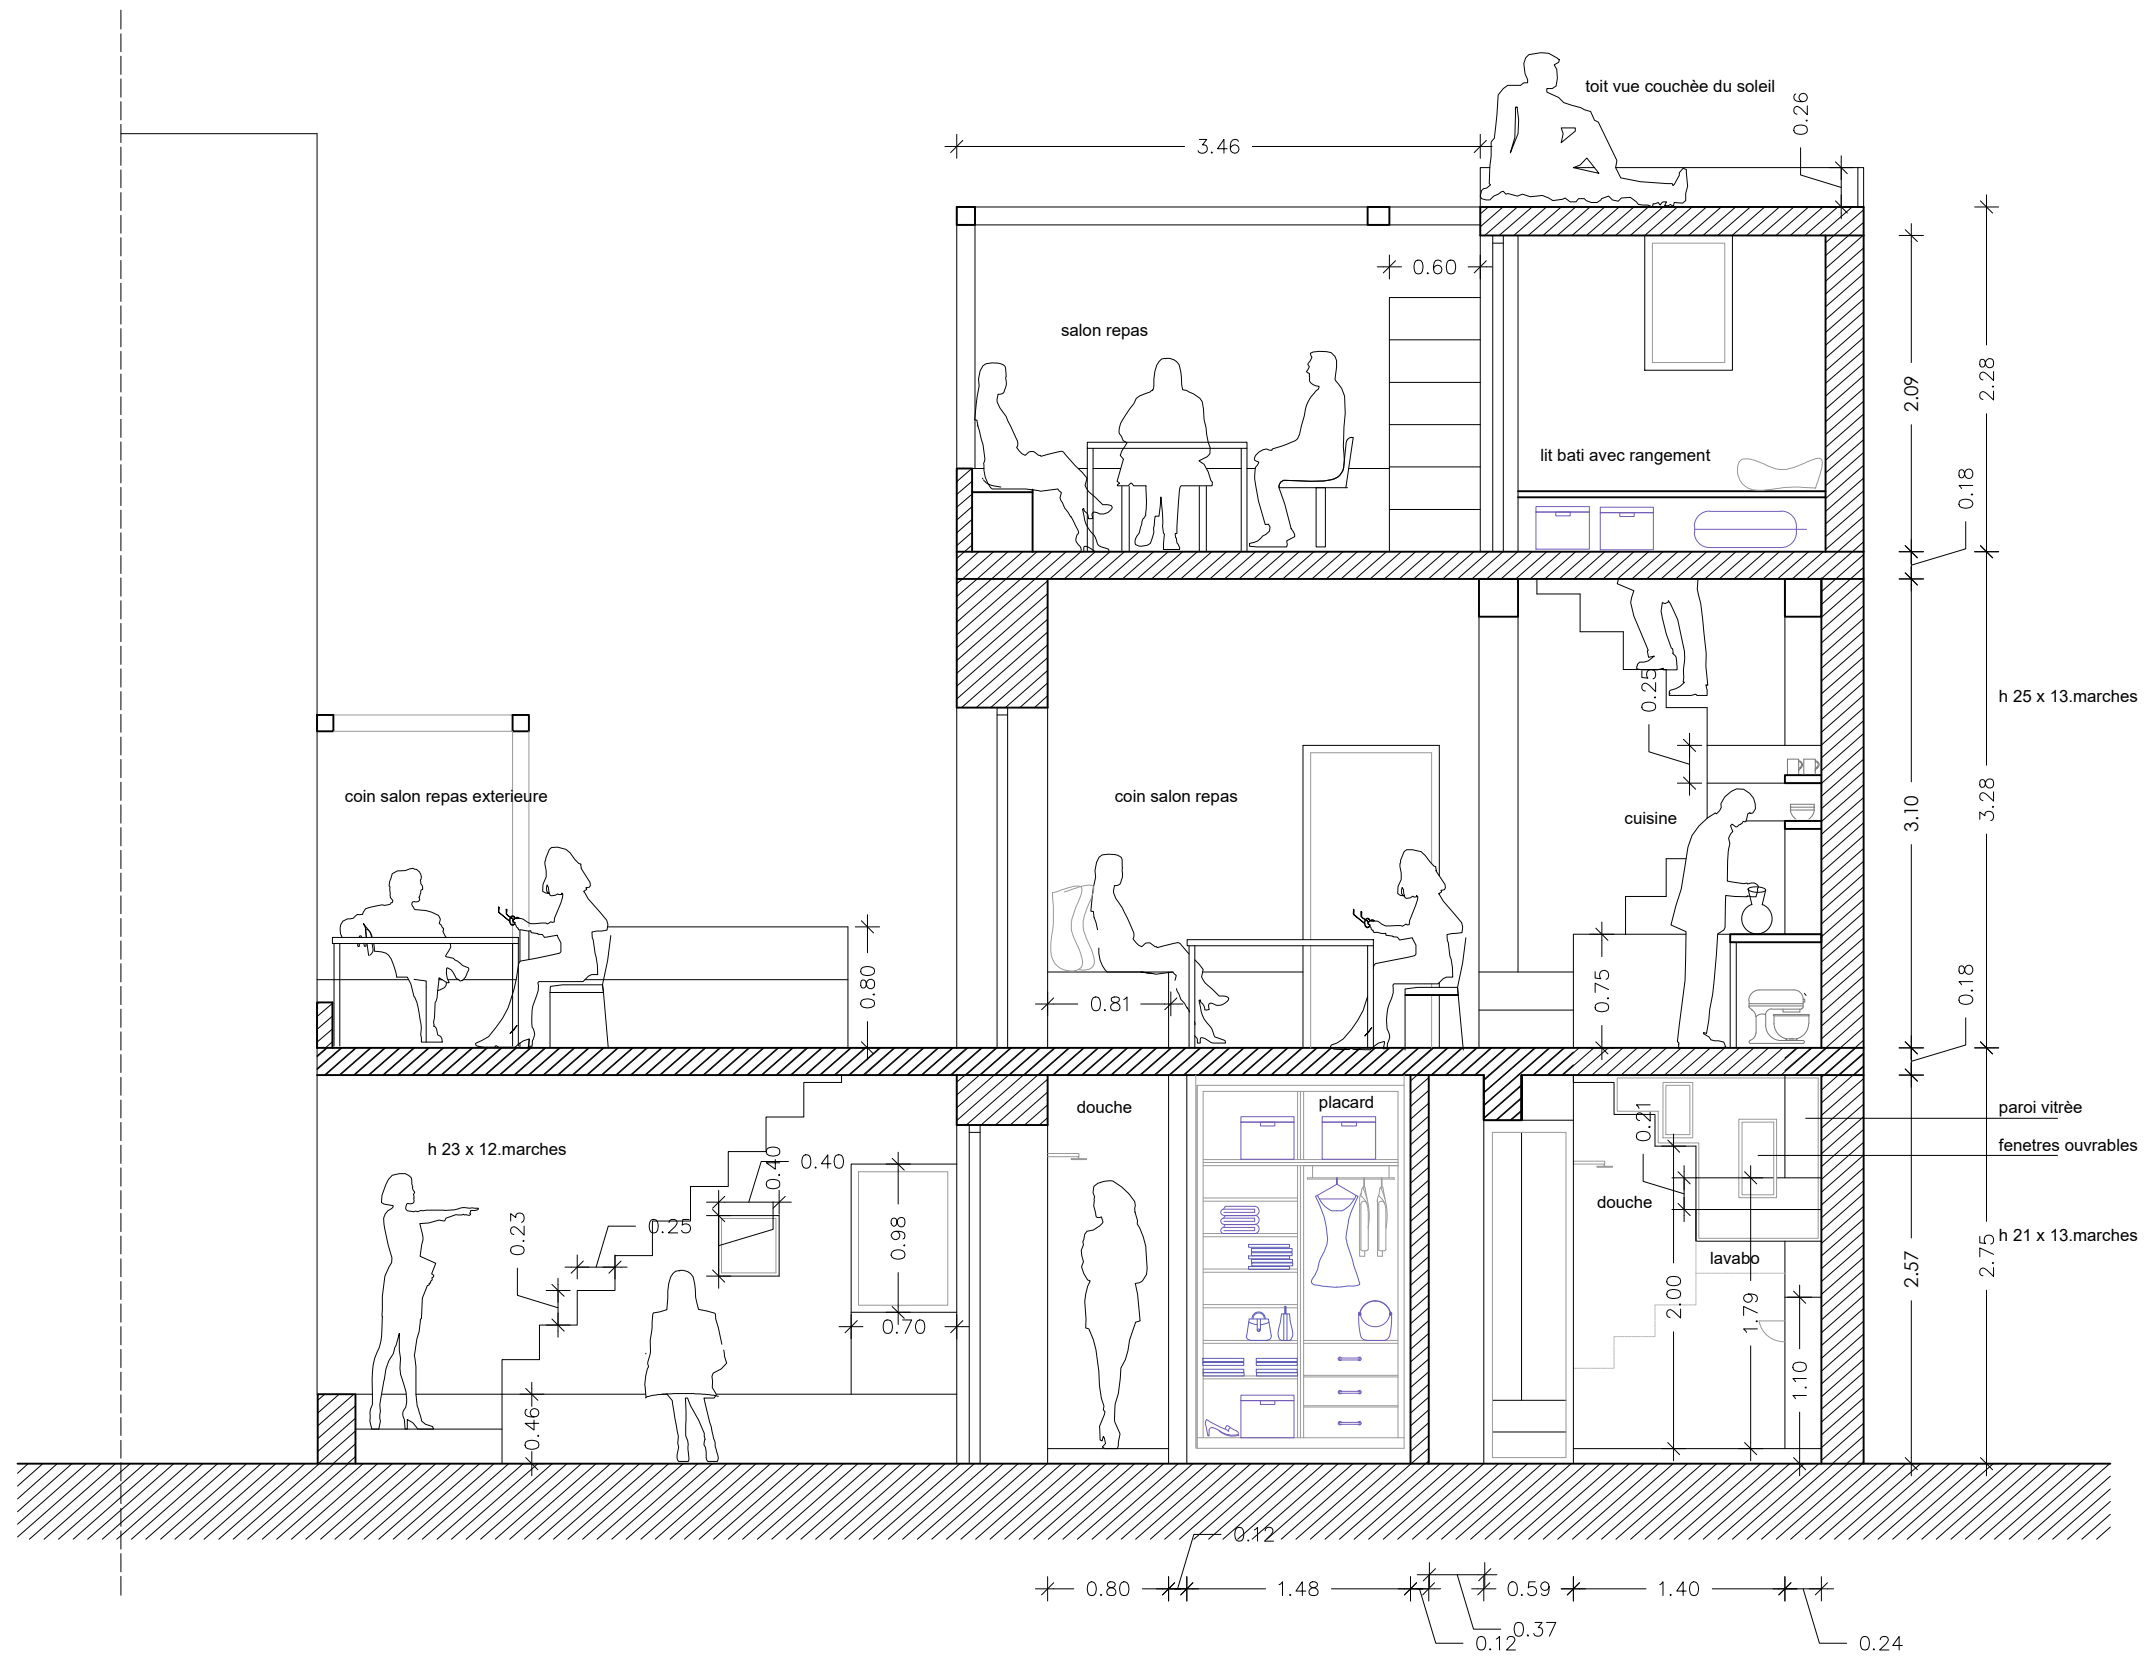 toit vue couchèe du soleil
0.26
3.46
0.60
salon repas
2.09
2.28
lit bati avec rangement
0.18
0.25
h 25 x 13.marches
coin salon repas exterieure
coin salon repas
cuisine
3.10
3.28
0.80
0.81
0.75
0.18
douche
placard
0.21
paroi vitrèe
h 23 x 12.marches
0.40
0.40
fenetres ouvrables
douche
0.23
0.25
0.98
h 21 x 13.marches
lavabo
2.57
2.75
2.00
1.79
0.70
1.10
0.46
0.12
0.80
1.48
0.59
1.40
0.37
0.12
0.24